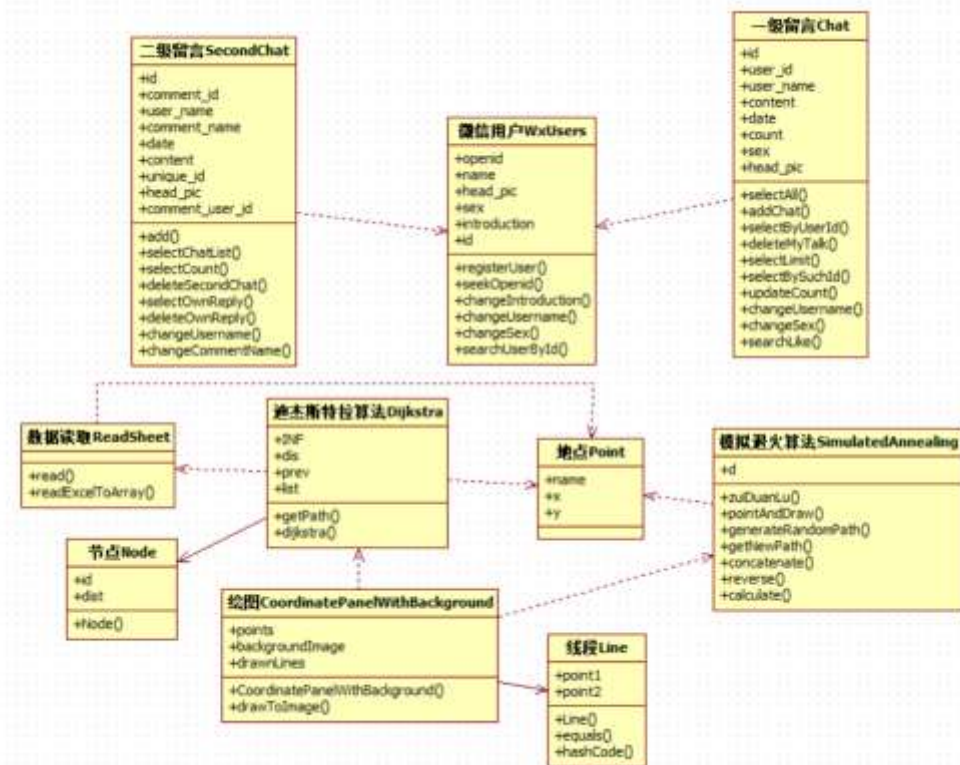 二级留言SecondChat
+id
+comment_id
+user_name
+comment_name
+date
+content
+unique_id
+head_pic
+comment_user_id
+add()
+selectChatList()
+selectCount()
+deleteSecondChat()
+selectOwnReply()
+deleteOwnReply()
+changeUsername()
+changeCommentName()
微信用户WxUsers
+openid
+name
+head_pic
+sex
+introduction
+id
+registerUser()
+seekOpenid()
+changeIntroduction()
+changeUsername()
+changeSex()
+searchUserById()
一级留言Chat
+id
+user_id
+user_name
+content
+date
+count
+sex
+head_pic
+selectAll()
+addChat()
+selectByUserId()
+deleteMyTalk()
+selectLimit()
+selectBySuchId()
+updateCount()
+changeUsername()
+changeSex()
+searchLike()
数据读取ReadSheet
+read()
+readExcelToArray()
迪杰斯特拉算法Dijkstra
+INF
+dis
+prev
+list
+getPath()
+dijkstra()
地点Point
+name
+x
+y
模拟退火算法SimulatedAnnealing
+d
+zuiDuanLu()
+pointAndDraw()
+generateRandomPath()
+getNewPath()
+concatenate()
+reverse()
+calculate()
节点Node
+id
+dist
+Node()
绘图CoordinatePanelWithBackground
+points
+backgroundImage
+drawnLines
+CoordinatePanelWithBackground()
+drawToImage()
线段Line
+point1
+point2
+Line()
+equals()
+hashCode()